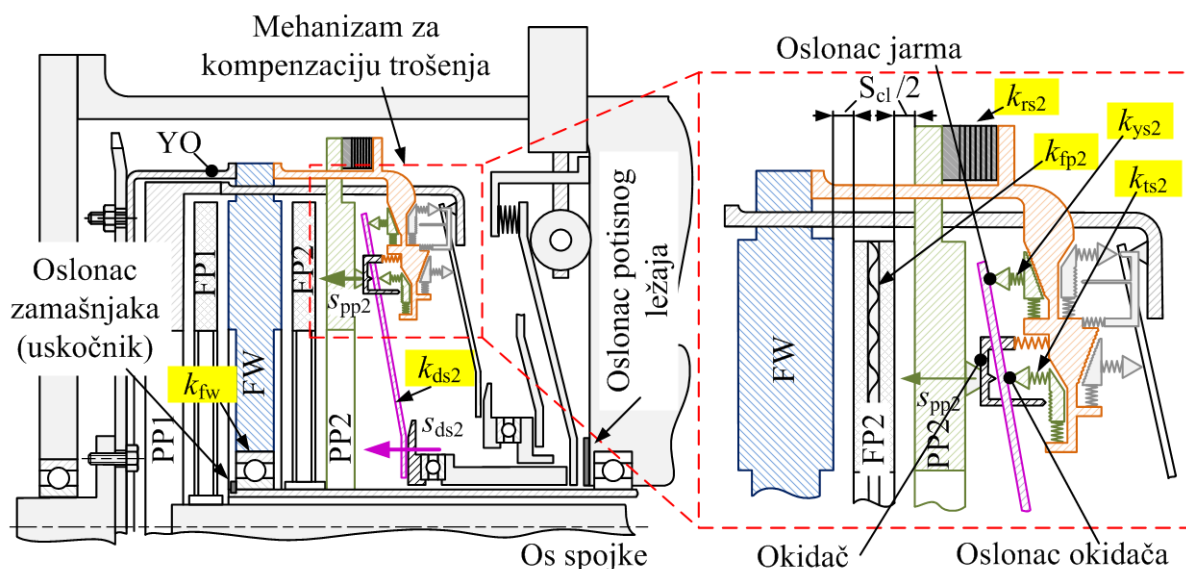 Mehanizam za
kompenzaciju trošenja
YO
Oslonac
zamašnjaka
(uskočnik)
FP1
FP2
s_pp2
k_fw
FW
k_ds2
s_ds2
PP1
PP2
Oslonac potisnog
ležaja
Os spojke
Oslonac jarma
S_cl/2
k_rs2
k_fp2
k_ys2
k_ts2
FW
FP2
PP2
s_pp2
Okidač
Oslonac okidača